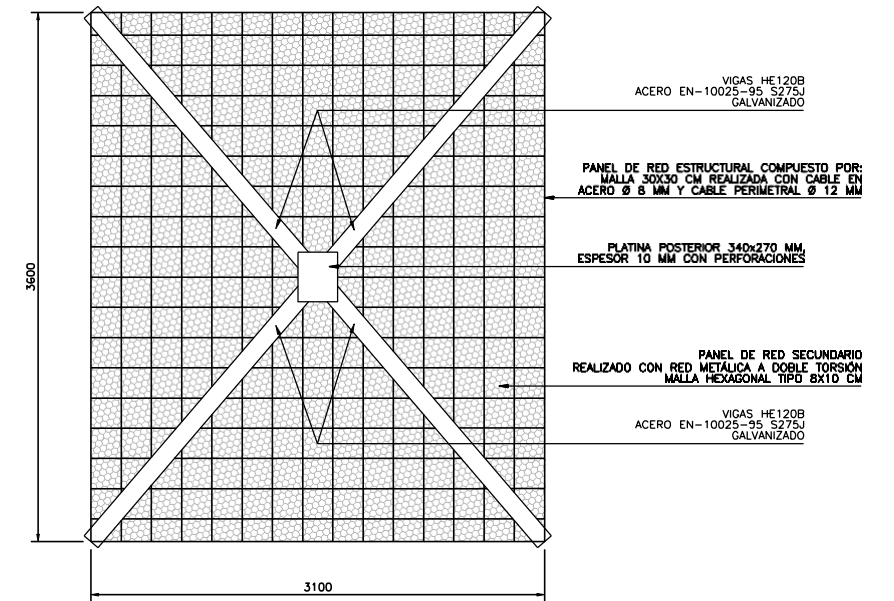 VIGAS HE120B
ACERO EN-10025-95 S275J
GALVANIZADO
PANEL DE RED ESTRUCTURAL COMPUESTO POR:
MALLA 30X30 CM REALIZADA CON CABLE EN
ACERO Ø 8 MM Y CABLE PERIMETRAL Ø 12 MM
PLATINA POSTERIOR 340x270 MM,
ESPESOR 10 MM CON PERFORACIONES
3600
PANEL DE RED SECUNDARIO
REALIZADO CON RED METÁLICA A DOBLE TORSIÓN
MALLA HEXAGONAL TIPO 8X10 CM
VIGAS HE120B
ACERO EN-10025-95 S275J
GALVANIZADO
3100